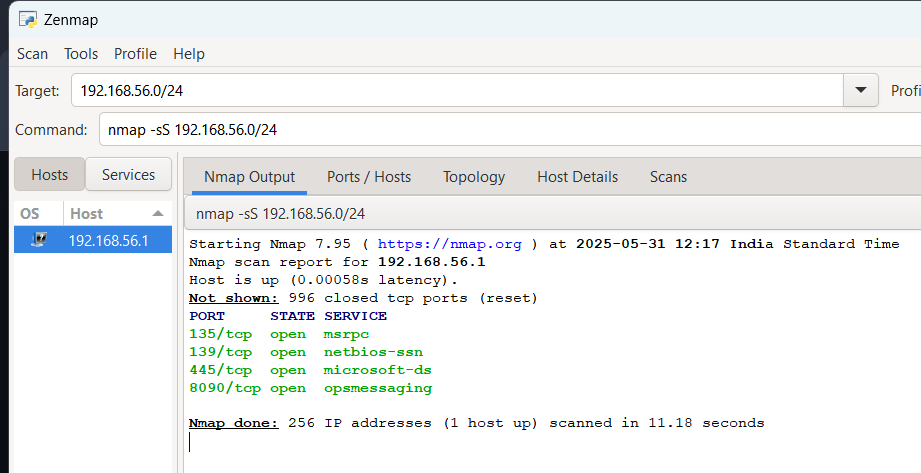 Zenmap
Scan Tools Profile Help
Target: 192.168.56.0/24
Command: nmap -sS 192.168.56.0/24
Hosts Services
OS Host
192.168.56.1
Nmap Output Ports / Hosts Topology Host Details Scans
nmap -sS 192.168.56.0/24
Starting Nmap 7.95 ( https://nmap.org ) at 2025-05-31 12:17 India Standard Time
Nmap scan report for 192.168.56.1
Host is up (0.00058s latency).
Not shown: 996 closed tcp ports (reset)
PORT     STATE SERVICE
135/tcp  open  msrpc
139/tcp  open  netbios-ssn
445/tcp  open  microsoft-ds
8090/tcp open  opsmessaging
Nmap done: 256 IP addresses (1 host up) scanned in 11.18 seconds